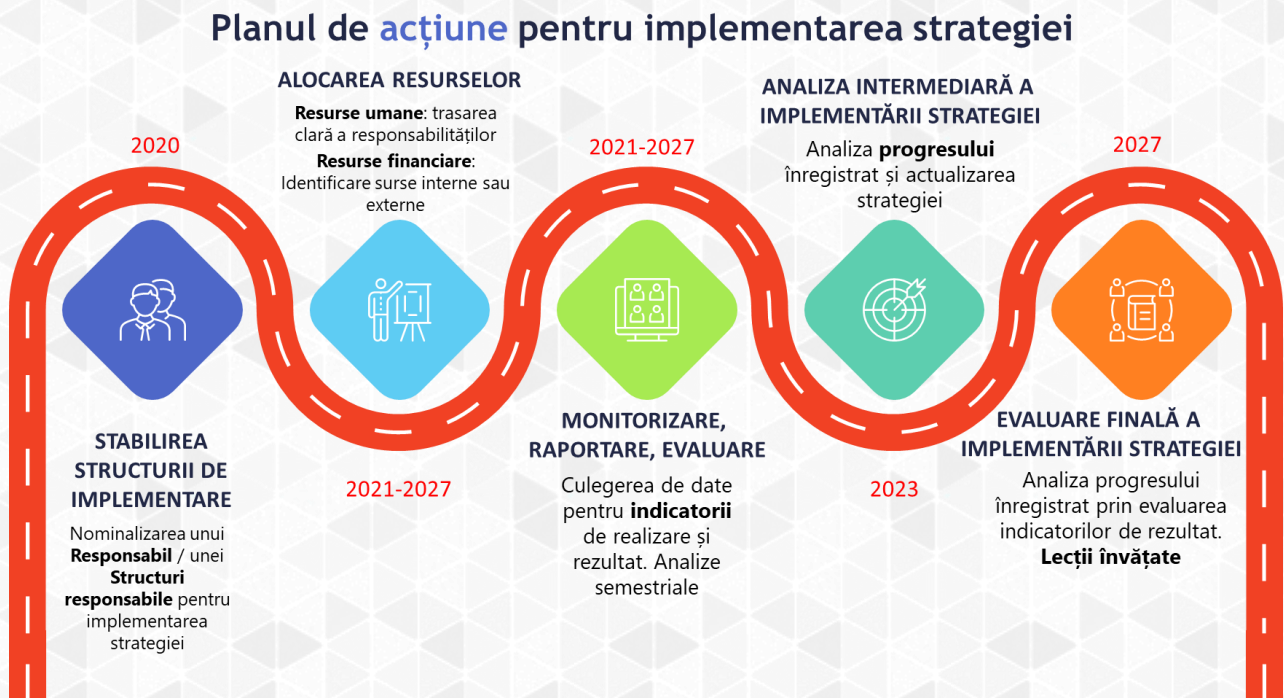 Planul de acțiune pentru implementarea strategiei
2020
STABILIREA
STRUCTURII DE
IMPLEMENTARE
Nominalizarea unui
Responsabil / unei
Structuri
responsabile pentru
implementarea
strategiei
ALOCAREA RESURSELOR
Resurse umane: trasarea
clară a responsabilităților
Resurse financiare:
Identificare surse interne sau
externe
2021-2027
2021-2027
MONITORIZARE,
RAPORTARE, EVALUARE
Culegerea de date
pentru indicatorii
de realizare și
rezultat. Analize
semestriale
ANALIZA INTERMEDIARĂ A
IMPLEMENTĂRII STRATEGIEI
Analiza progresului
înregistrat și actualizarea
strategiei
2023
2027
EVALUARE FINALĂ A
IMPLEMENTĂRII STRATEGIEI
Analiza progresului
înregistrat prin evaluarea
indicatorilor de rezultat.
Lecții învățate